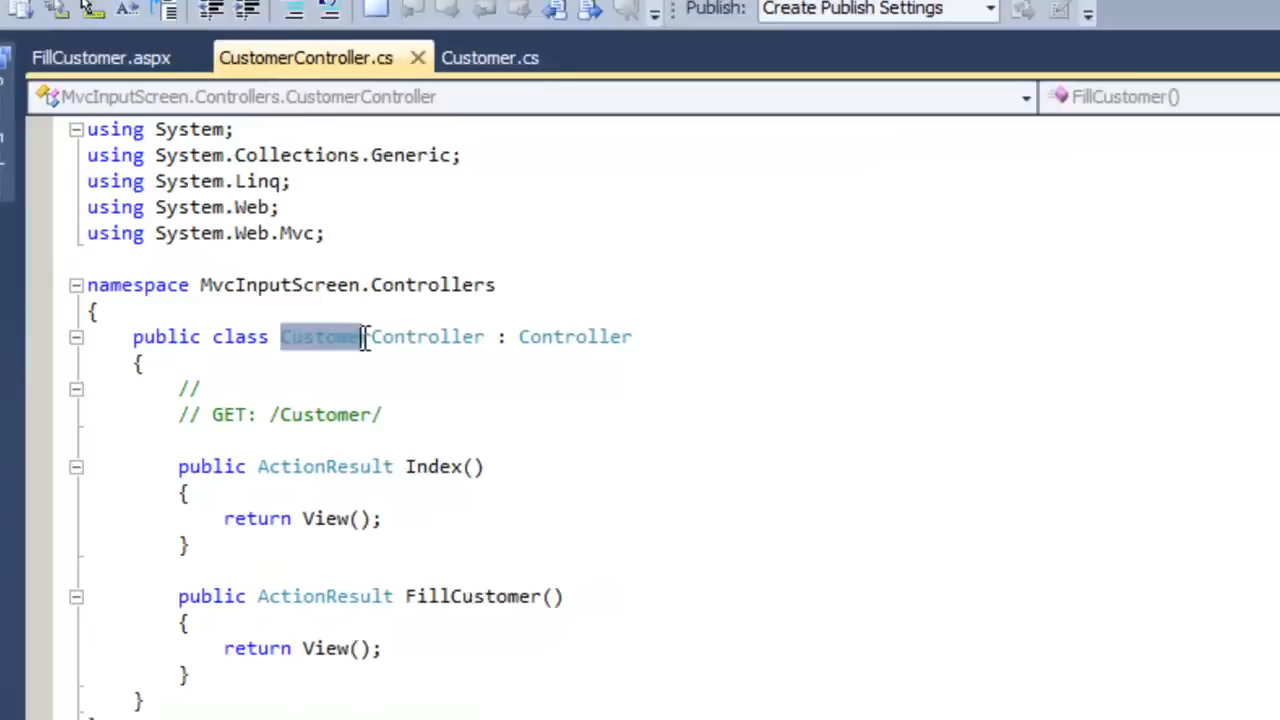 Publish: Create Publish Settings
FillCustomer.aspx CustomerController.cs Customer.cs
MvcInputScreen.Controllers.CustomerController FillCustomer()
using System;
using System.Collections.Generic;
using System.Linq;
using System.Web;
using System.Web.Mvc;
namespace MvcInputScreen.Controllers
{
public class CustomerController : Controller
{
//
// GET: /Customer/
public ActionResult Index()
{
return View();
}
public ActionResult FillCustomer()
{
return View();
}
}